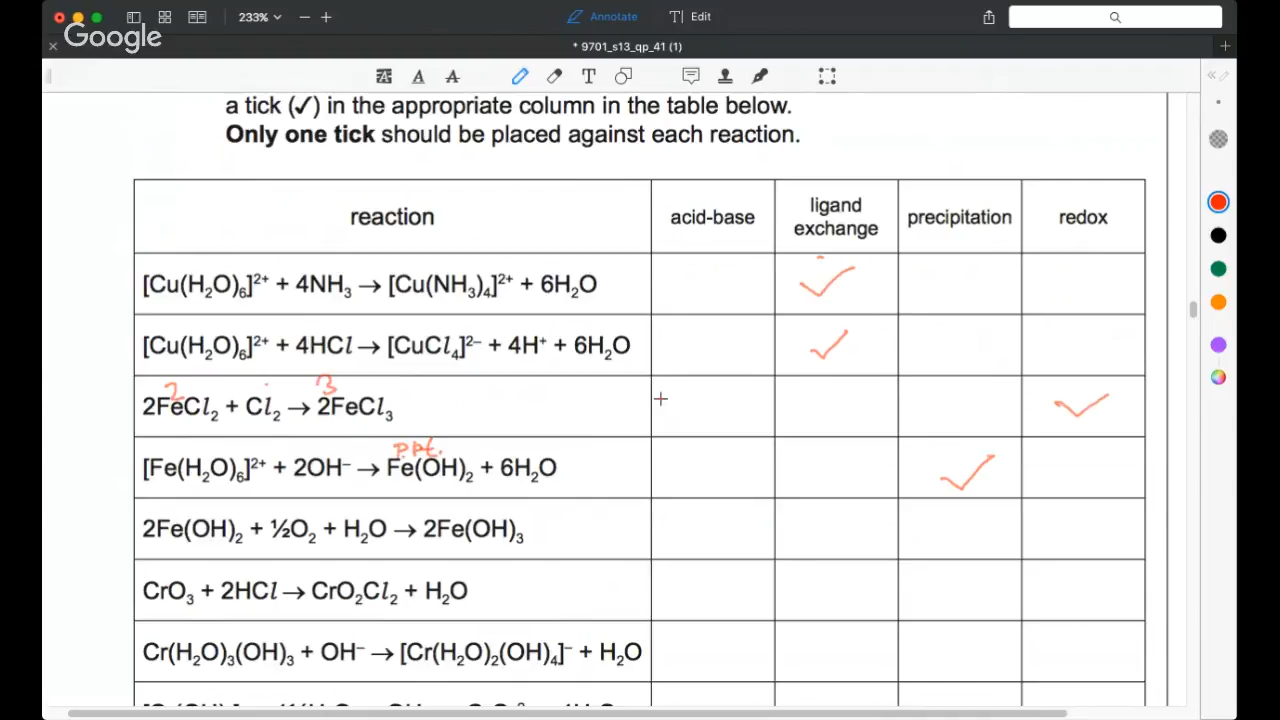 233%
Annotate
T Edit
Google
* 9701_s13_qp_41 (1)
a tick (✓) in the appropriate column in the table below.
Only one tick should be placed against each reaction.
reaction acid-base ligand exchange precipitation redox
[Cu(H₂O)₆]²⁺ + 4NH₃ → [Cu(NH₃)₄]²⁺ + 6H₂O ✓
[Cu(H₂O)₆]²⁺ + 4HCl → [CuCl₄]²⁻ + 4H⁺ + 6H₂O ✓
2 3
2FeCl₂ + Cl₂ → 2FeCl₃ ✓
ppt.
[Fe(H₂O)₆]²⁺ + 2OH⁻ → Fe(OH)₂ + 6H₂O ✓
2Fe(OH)₂ + ½O₂ + H₂O → 2Fe(OH)₃
CrO₃ + 2HCl → CrO₂Cl₂ + H₂O
Cr(H₂O)₃(OH)₃ + OH⁻ → [Cr(H₂O)₂(OH)₄]⁻ + H₂O